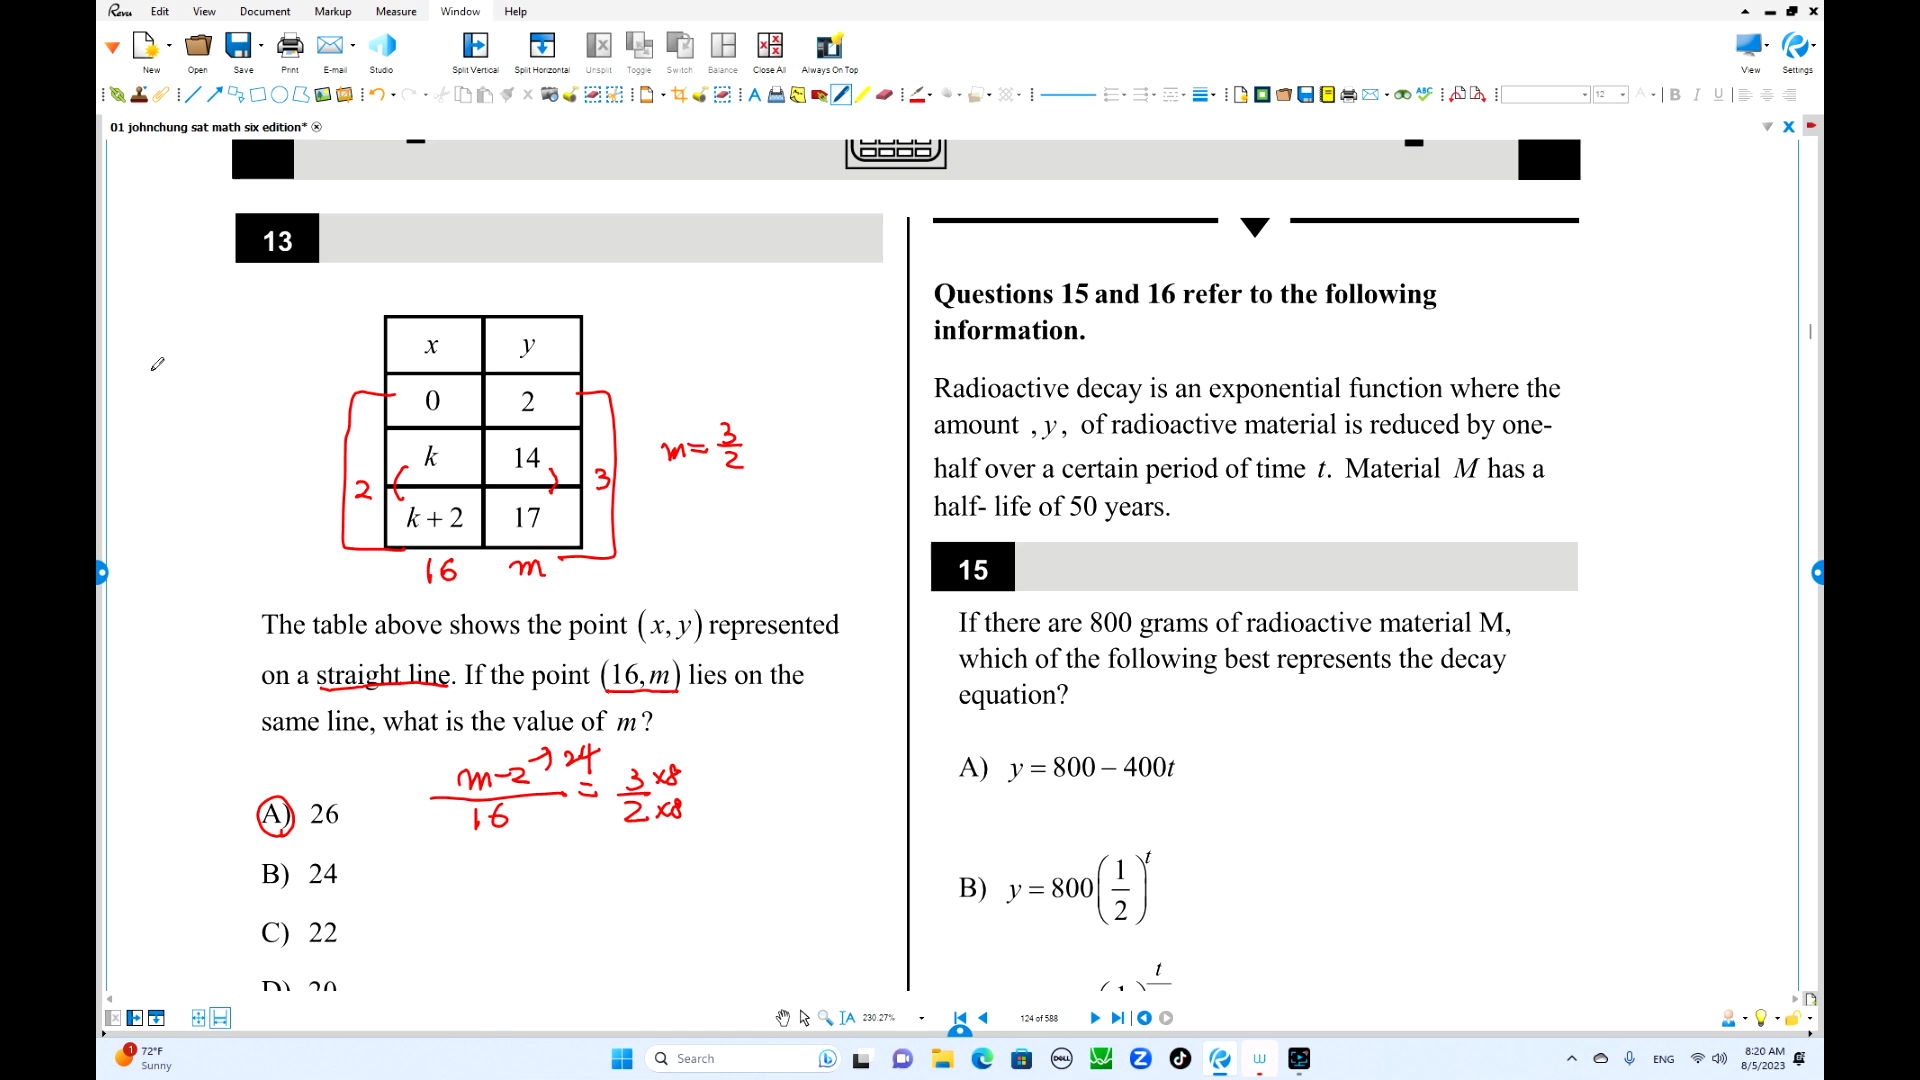 Revu Edit View Document Markup Measure Window Help
New Open Save Print E-mail Studio Split Vertical Split Horizontal Unsplit Toggle Switch Balance Close All Always On Top View Settings
12 A B I U
01 johnchung sat math six edition*
13
x y
0 2
k 14
k + 2 17
2
3
m = 3/2
16 m
The table above shows the point (x, y) represented
on a straight line. If the point (16, m) lies on the
same line, what is the value of m?
m-2 → 24
16
= 3 x8
2 x8
A) 26
B) 24
C) 22
D) 20
Questions 15 and 16 refer to the following
information.
Radioactive decay is an exponential function where the
amount , y, of radioactive material is reduced by one-
half over a certain period of time t. Material M has a
half- life of 50 years.
15
If there are 800 grams of radioactive material M,
which of the following best represents the decay
equation?
A) y = 800 – 400t
B) y = 800(1/2)^t
t
230.27% 124 of 588
1 72°F
Sunny
Search
DELL
W
ENG
8:20 AM
8/5/2023